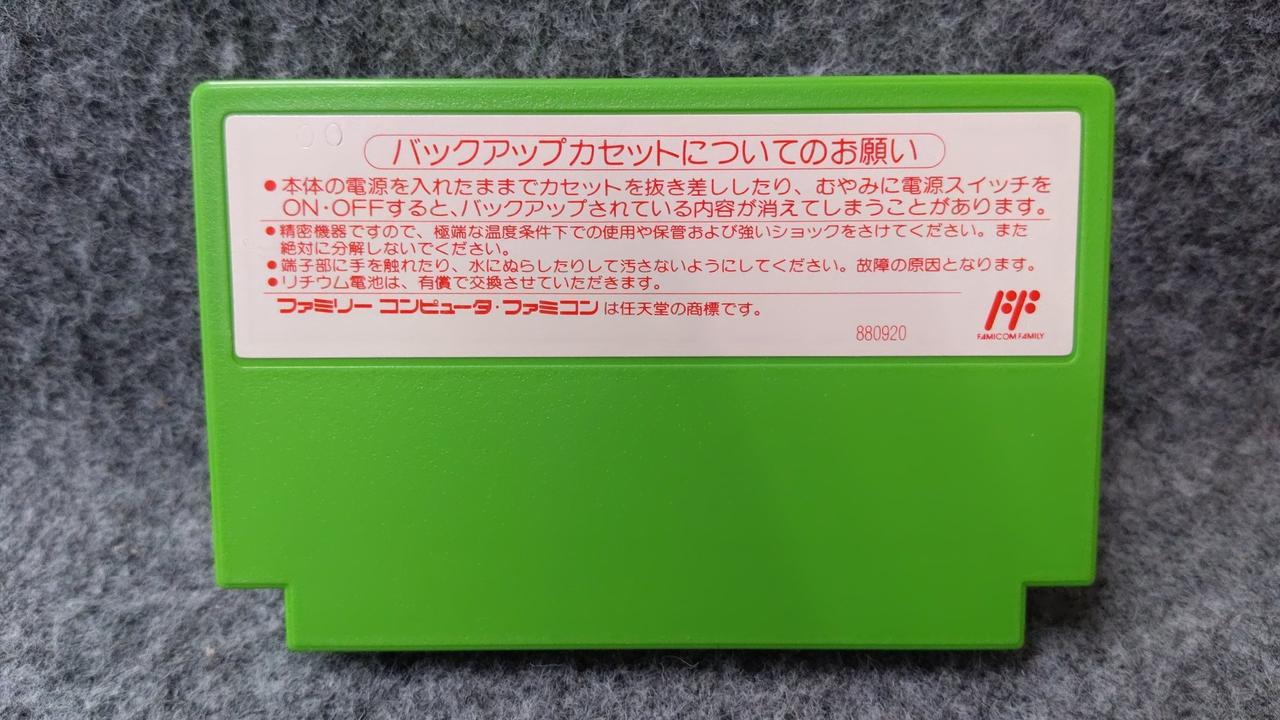 00
バックアップカセットについてのお願い
●本体の電源を入れたままでカセットを抜き差ししたり、むやみに電源スイッチを
ON・OFFすると、バックアップされている内容が消えてしまうことがあります。
●精密機器ですので、極端な温度条件下での使用や保管および強いショックをさけてください。また
絶対に分解しないでください。
●端子部に手を触れたり、水にぬらしたりして汚さないようにしてください。故障の原因となります。
●リチウム電池は、有償で交換させていただきます。
ファミリー コンピュータ・ファミコンは任天堂の商標です。
880920
FAMICOM FAMILY